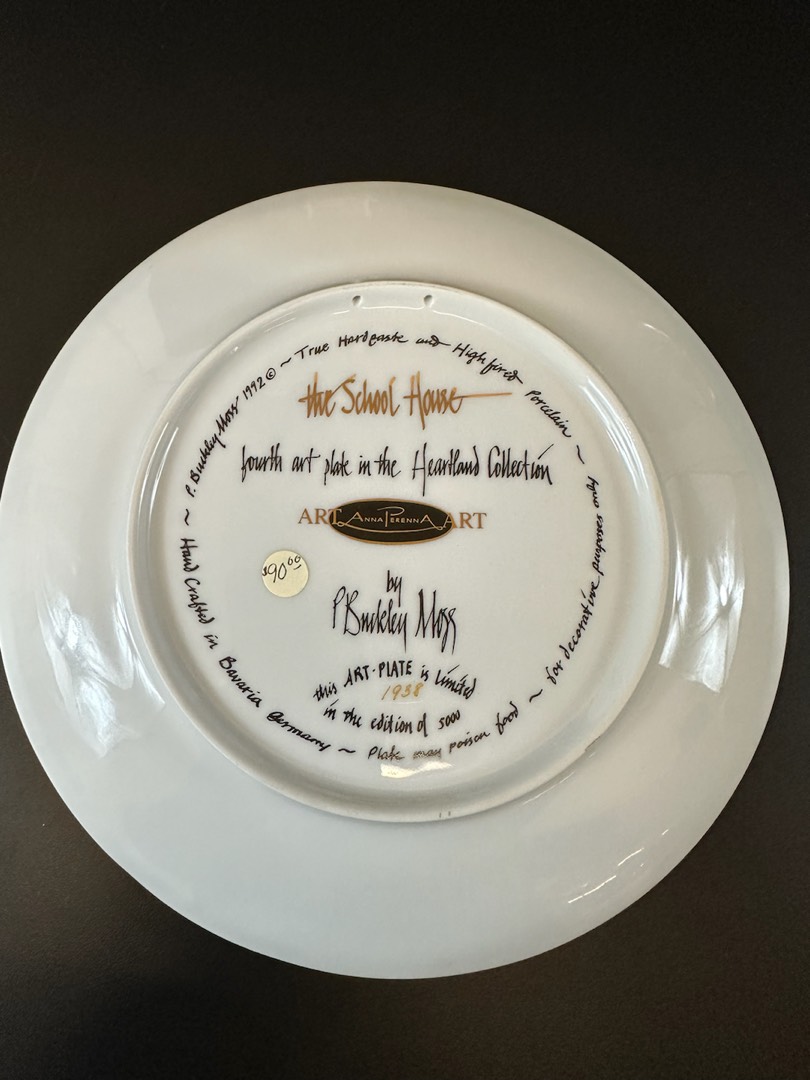 the School House
fourth art plate in the Heartland Collection
ART ANNA PERENNA ART
$90.00
by
P Buckley Moss
this ART-PLATE is limited
1938
in the edition of 5000
P. Buckley Moss 1992 © ~ True Hardpaste and High fired Porcelain ~ for decorative purposes only
~ Hand Crafted in Bavaria Germany ~ Plate may poison food ~